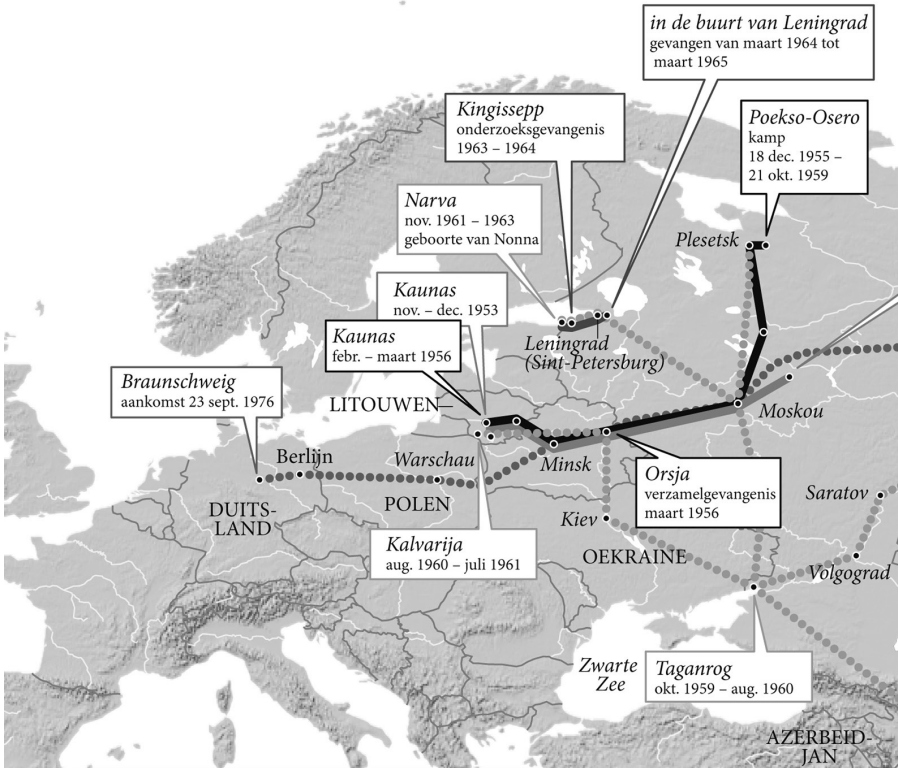 in de buurt van Leningrad
gevangen van maart 1964 tot
maart 1965
Kingissepp
onderzoeksgevangenis
1963 – 1964
Poekso-Osero
kamp
18 dec. 1955 –
21 okt. 1959
Narva
nov. 1961 – 1963
geboorte van Nonna
Plesetsk
Kaunas
nov. – dec. 1953
Kaunas
febr. – maart 1956
Leningrad
(Sint-Petersburg)
Braunschweig
aankomst 23 sept. 1976
LITOUWEN
Moskou
Berlijn
Warschau
Minsk
Orsja
verzamelgevangenis
maart 1956
Saratov
DUITS-
LAND
POLEN
Kiev
Kalvarija
aug. 1960 – juli 1961
OEKRAINE
Volgograd
Zwarte
Zee
Taganrog
okt. 1959 – aug. 1960
AZERBEID-
JAN